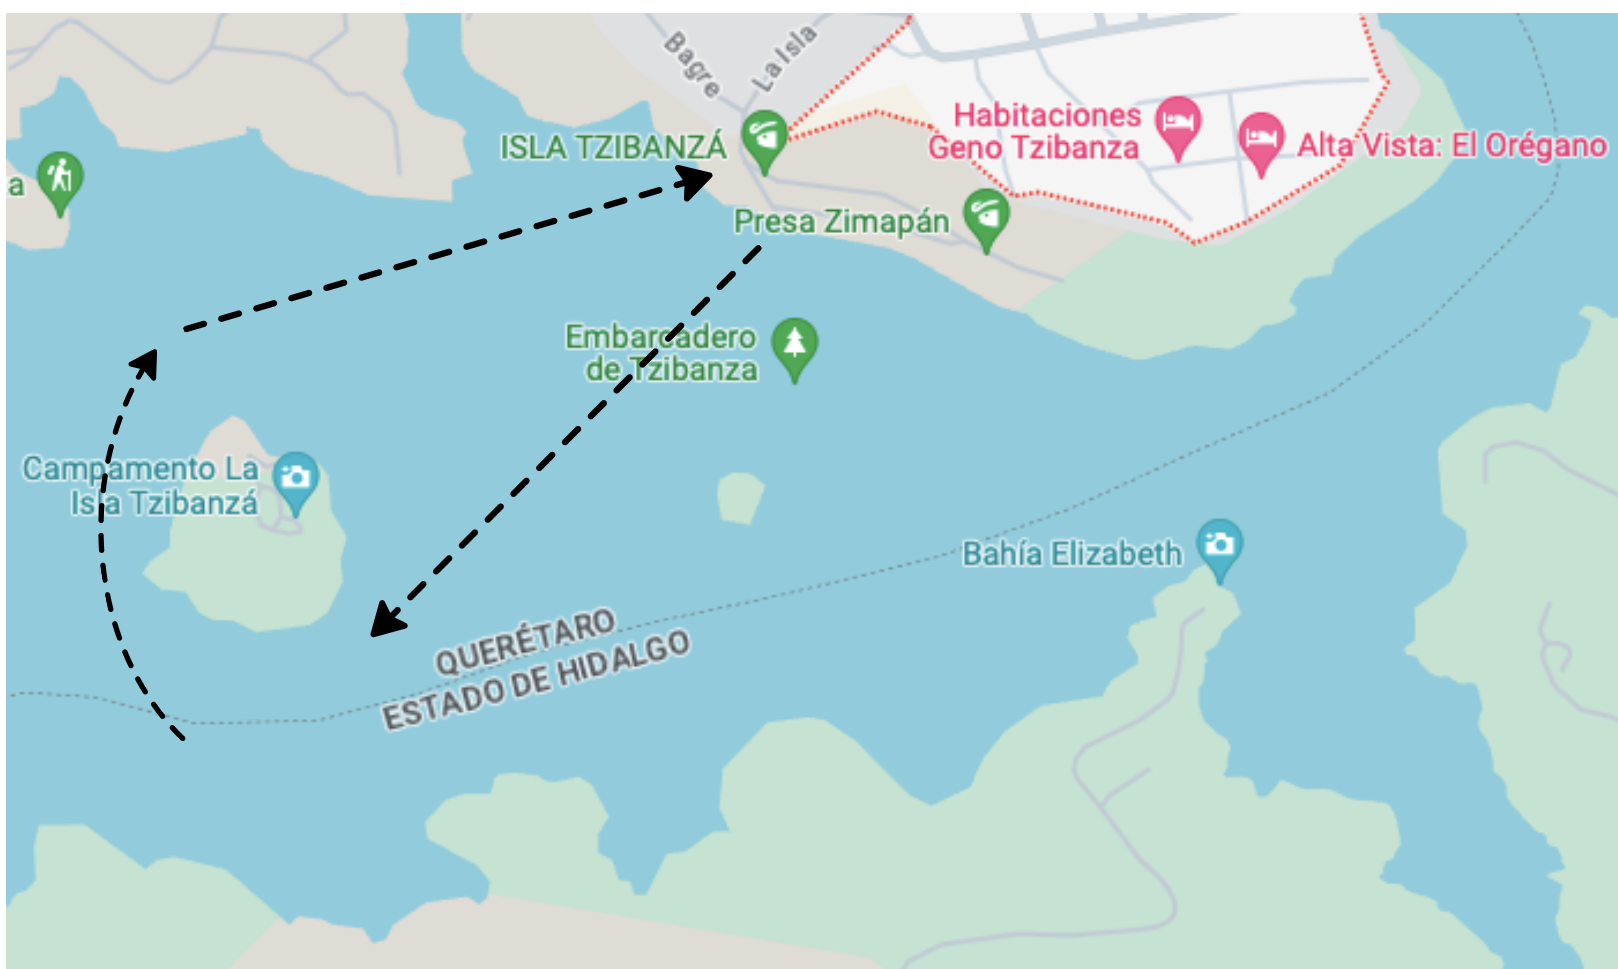 Bagre
La Isla
ISLA TZIBANZÁ
Habitaciones
Geno Tzibanza
Alta Vista: El Orégano
a
Presa Zimapán
Embarcadero
de Tzibanza
Campamento La
Isla Tzibanzá
Bahía Elizabeth
QUERÉTARO
ESTADO DE HIDALGO